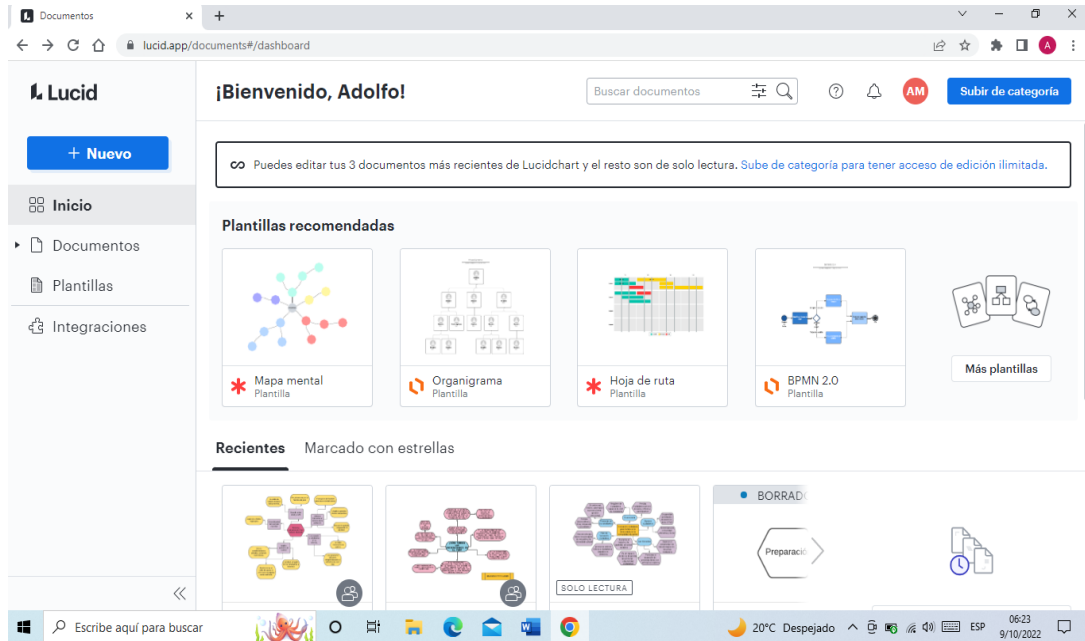 Documentos
lucid.app/documents#/dashboard
A
Lucid
¡Bienvenido, Adolfo!
Buscar documentos
AM
Subir de categoría
+ Nuevo
Puedes editar tus 3 documentos más recientes de Lucidchart y el resto son de solo lectura. Sube de categoría para tener acceso de edición ilimitada.
Inicio
Documentos
Plantillas
Integraciones
Plantillas recomendadas
Mapa mental
Plantilla
Organigrama
Plantilla
Hoja de ruta
Plantilla
BPMN 2.0
Plantilla
Más plantillas
Recientes
Marcado con estrellas
SOLO LECTURA
BORRAD
Preparació
Escribe aquí para buscar
20°C Despejado
ESP
06:23
9/10/2022